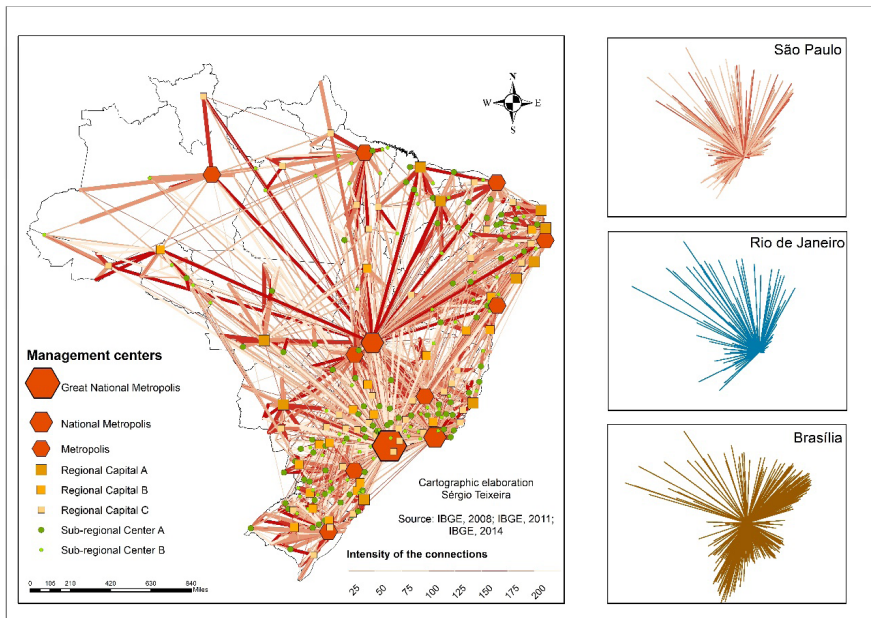 N
W
E
S
Management centers
Great National Metropolis
National Metropolis
Metropolis
Regional Capital A
Regional Capital B
Regional Capital C
Sub-regional Center A
Sub-regional Center B
0 105 210 420 630 840
Miles
Cartographic elaboration
Sérgio Teixeira
Source: IBGE, 2008; IBGE, 2011;
IBGE, 2014
Intensity of the connections
25 50 75 100 125 150 175 200
São Paulo
Rio de Janeiro
Brasília